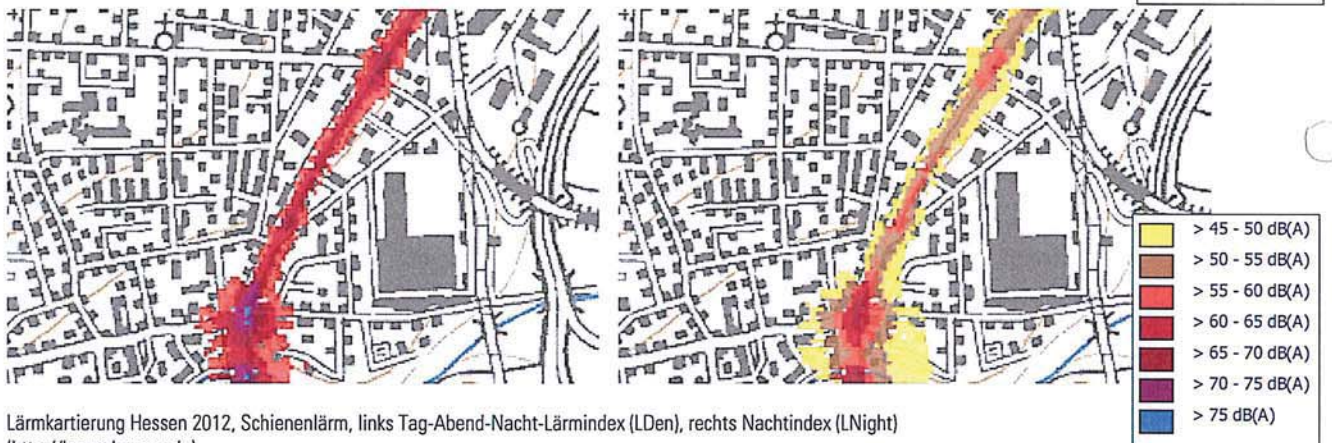 > 45 - 50 dB(A)
> 50 - 55 dB(A)
> 55 - 60 dB(A)
> 60 - 65 dB(A)
> 65 - 70 dB(A)
> 70 - 75 dB(A)
> 75 dB(A)
Lärmkartierung Hessen 2012, Schienenlärm, links Tag-Abend-Nacht-Lärmindex (LDen), rechts Nachtindex (LNight)